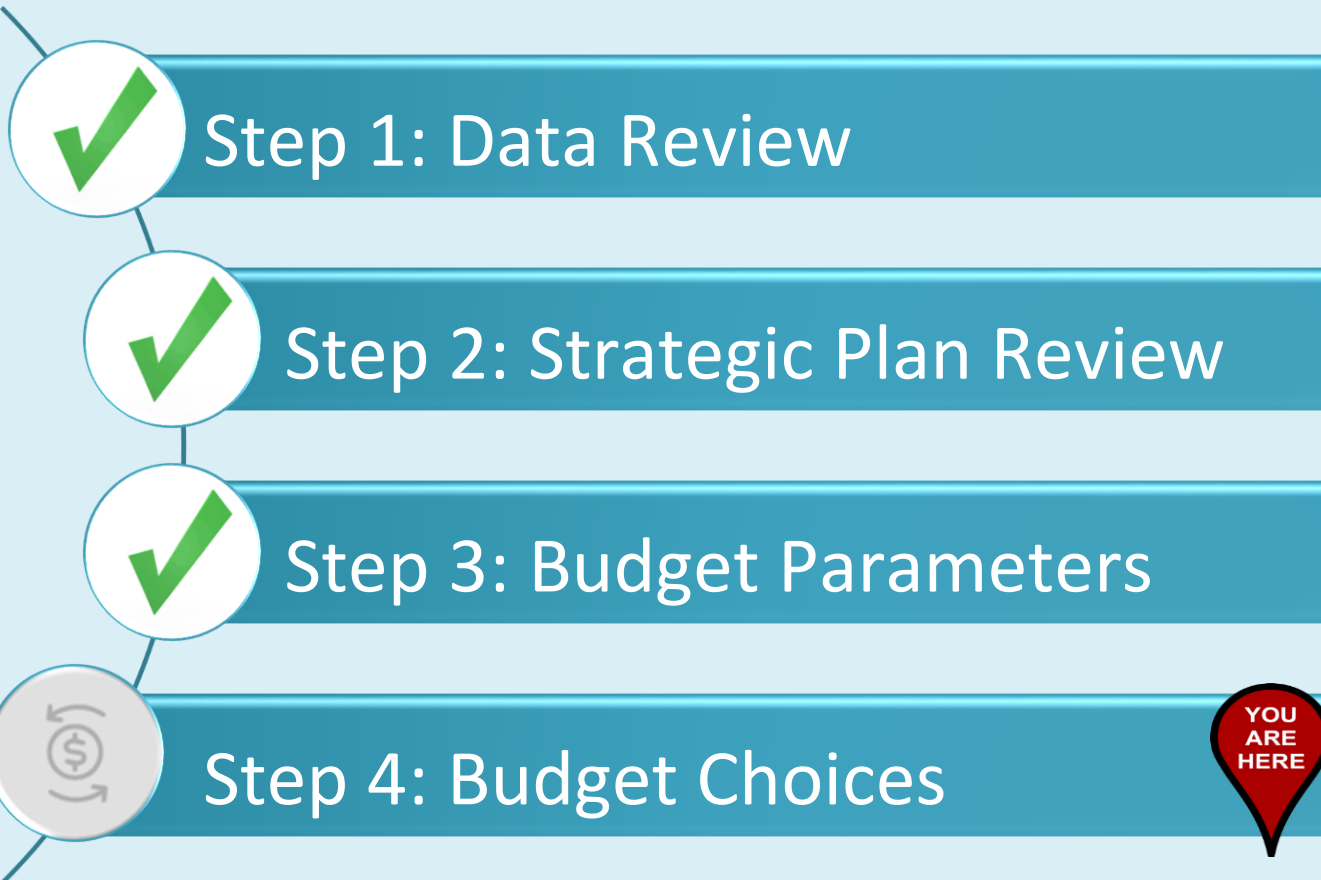 Step 1: Data Review
Step 2: Strategic Plan Review
Step 3: Budget Parameters
Step 4: Budget Choices
YOU
ARE
HERE
$